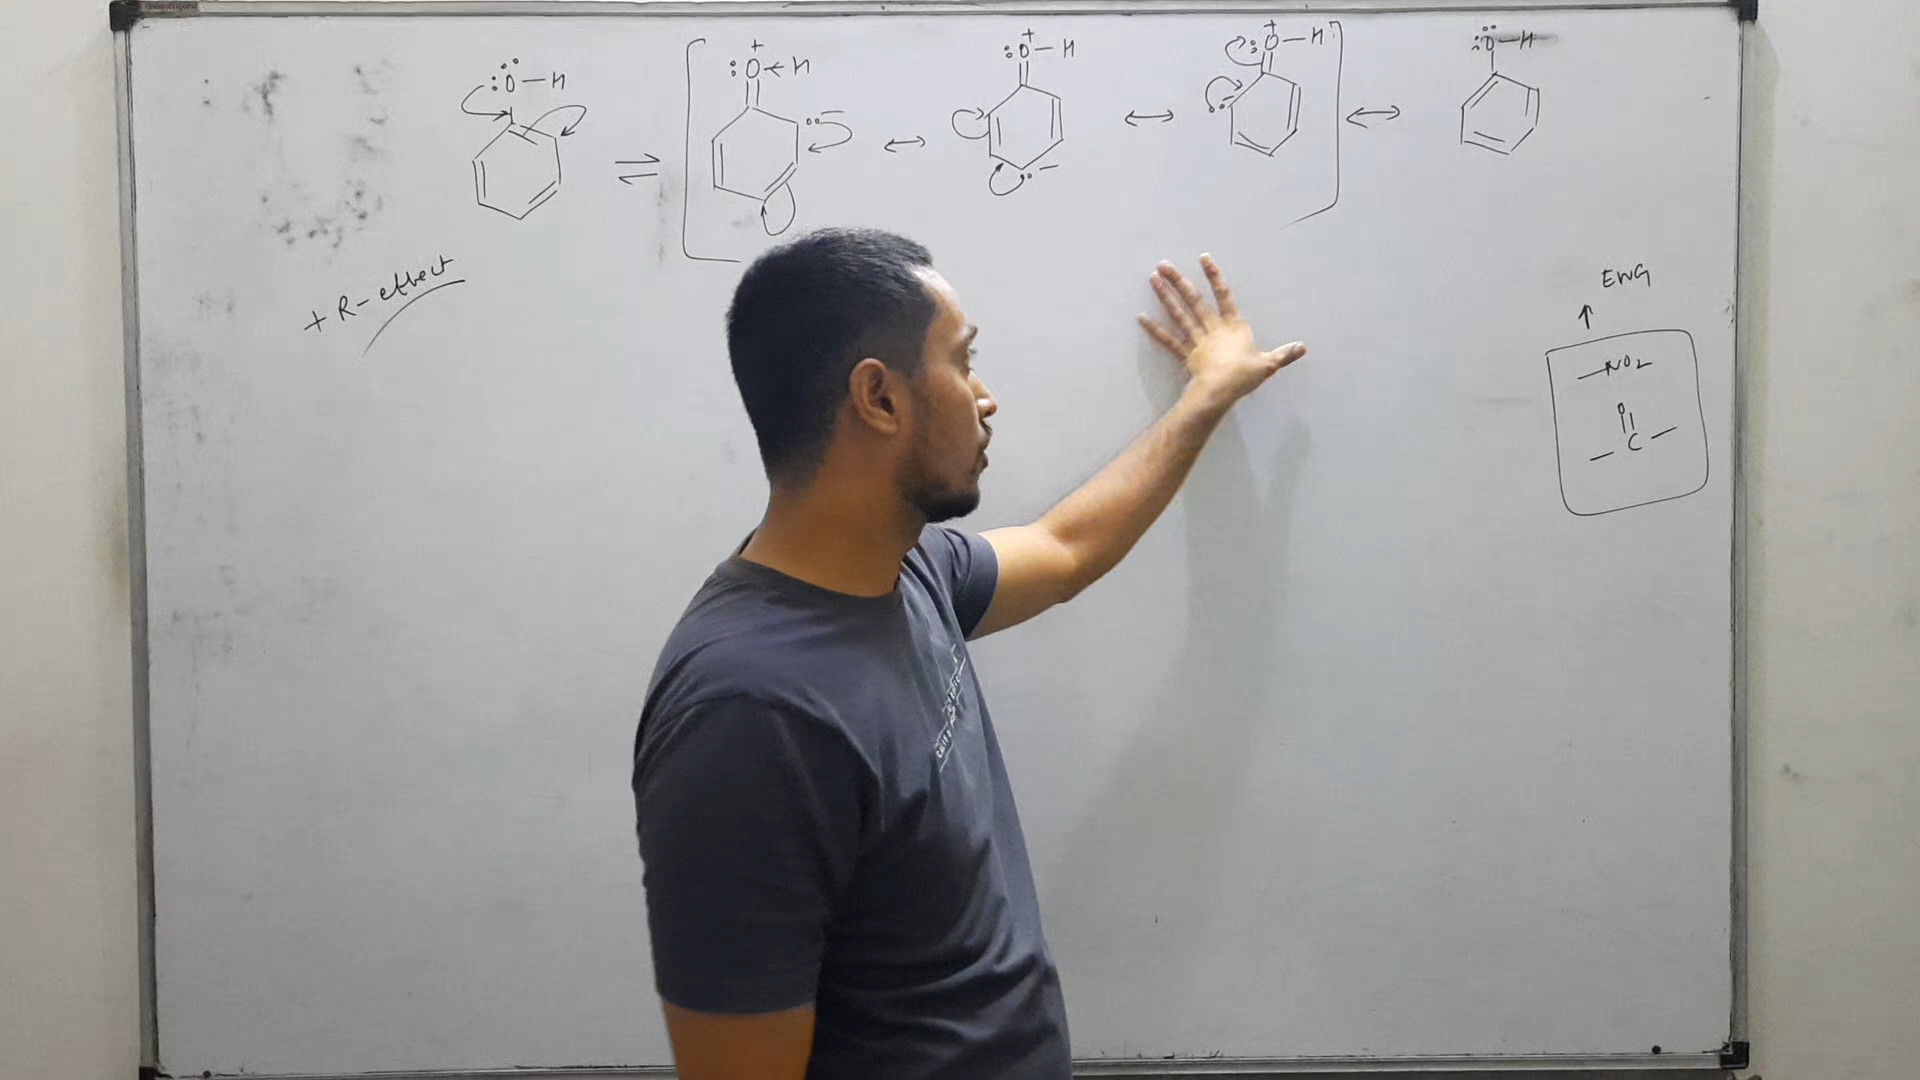 :Ö-H
:O+-H
:O+-H
:O+-H
:Ö-H
+ R- effect
EWG
-NO2
O
-C-